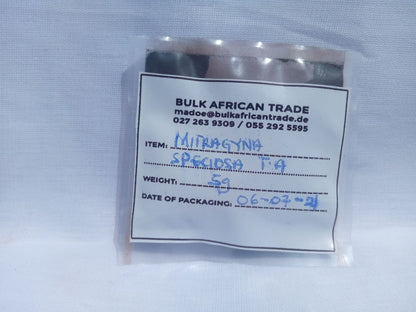 BULK AFRICAN TRADE
madoe@bulkafricantrade.de
027 263 9309 / 055 292 5595
ITEM: MITRAGYNA
SPECIOSA T.A
WEIGHT: 5g
DATE OF PACKAGING: 06-07-21